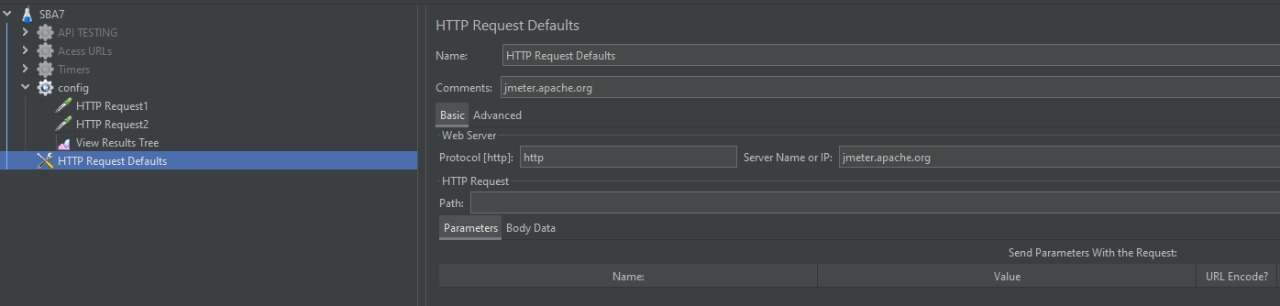 SBA7
API TESTING
Acess URLs
Timers
config
HTTP Request1
HTTP Request2
View Results Tree
HTTP Request Defaults
HTTP Request Defaults
Name: HTTP Request Defaults
Comments: jmeter.apache.org
Basic Advanced
Web Server
Protocol [http]: http Server Name or IP: jmeter.apache.org
HTTP Request
Path:
Parameters Body Data
Send Parameters With the Request:
Name: Value URL Encode?